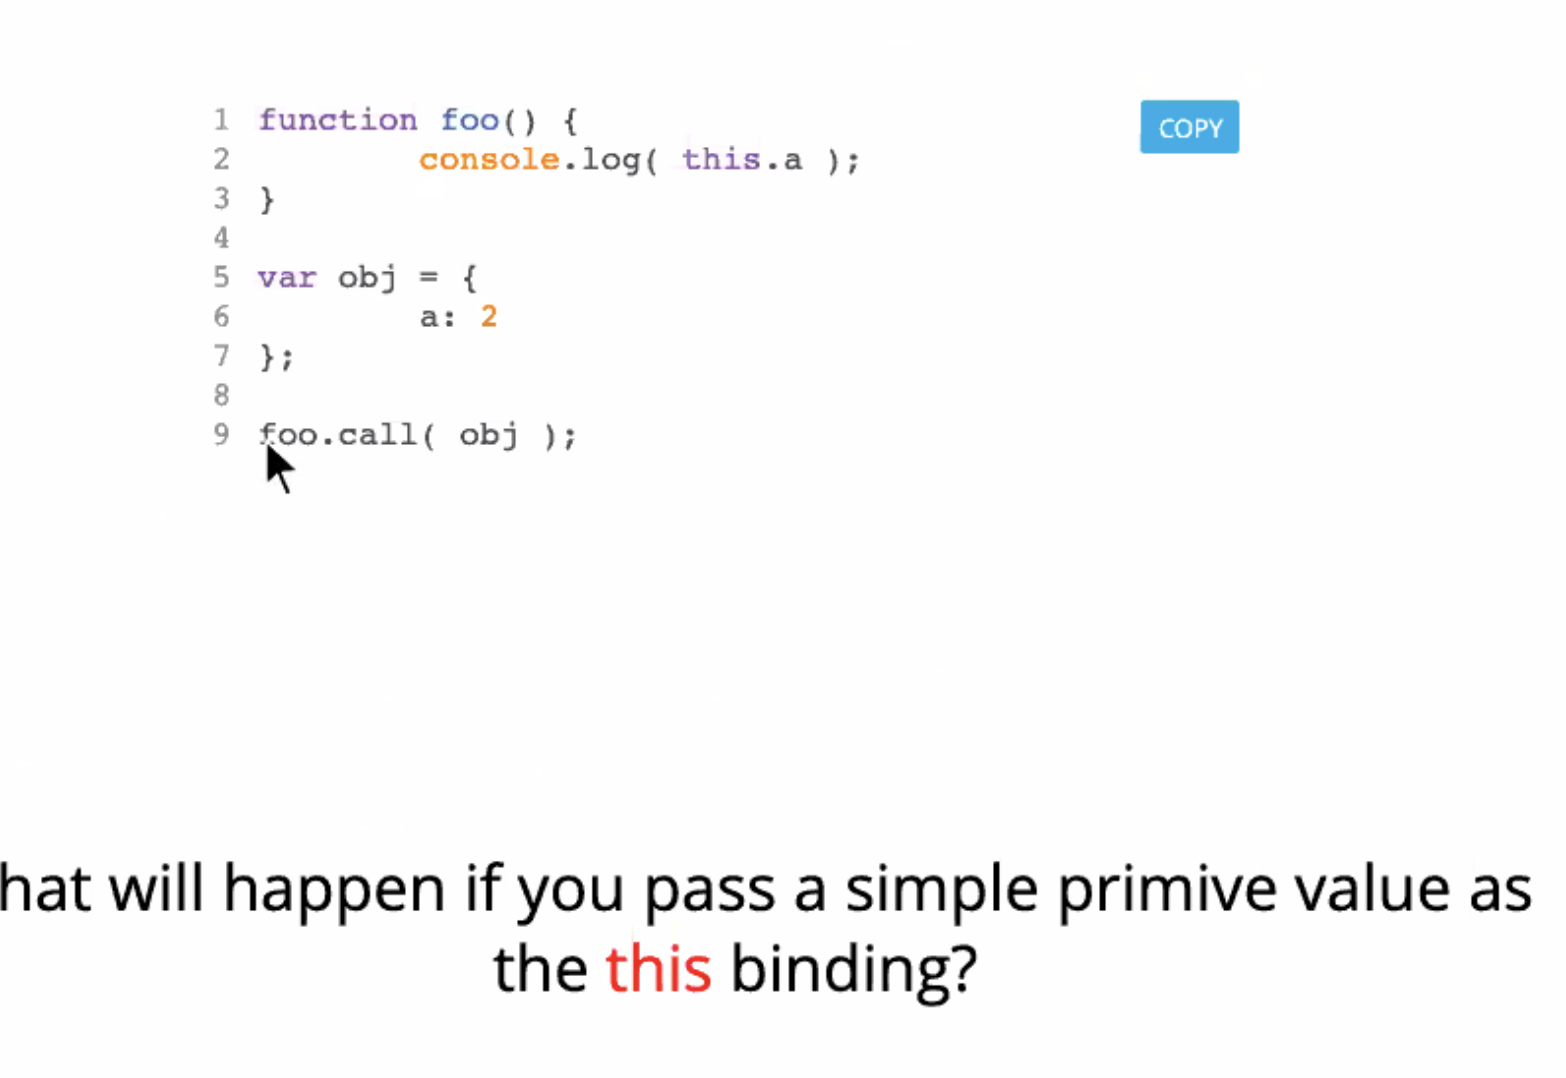 1 function foo() {
COPY
2 console.log( this.a );
3 }
4
5 var obj = {
6 a: 2
7 };
8
9 foo.call( obj );
hat will happen if you pass a simple primive value as
the this binding?